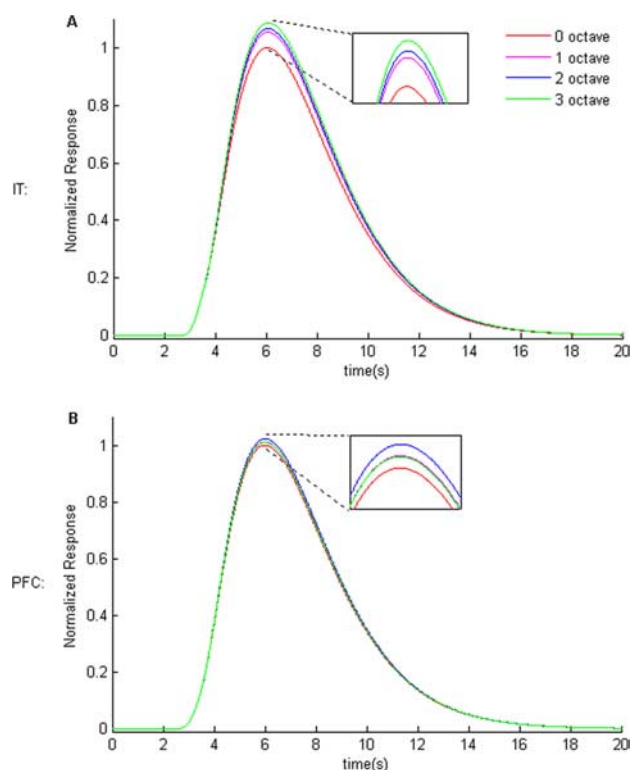 A
0 octave
1 octave
2 octave
3 octave
IT:
Normalized Response
1
0.8
0.6
0.4
0.2
0
0 2 4 6 8 10 12 14 16 18 20
time(s)
B
PFC:
Normalized Response
1
0.8
0.6
0.4
0.2
0
0 2 4 6 8 10 12 14 16 18 20
time(s)